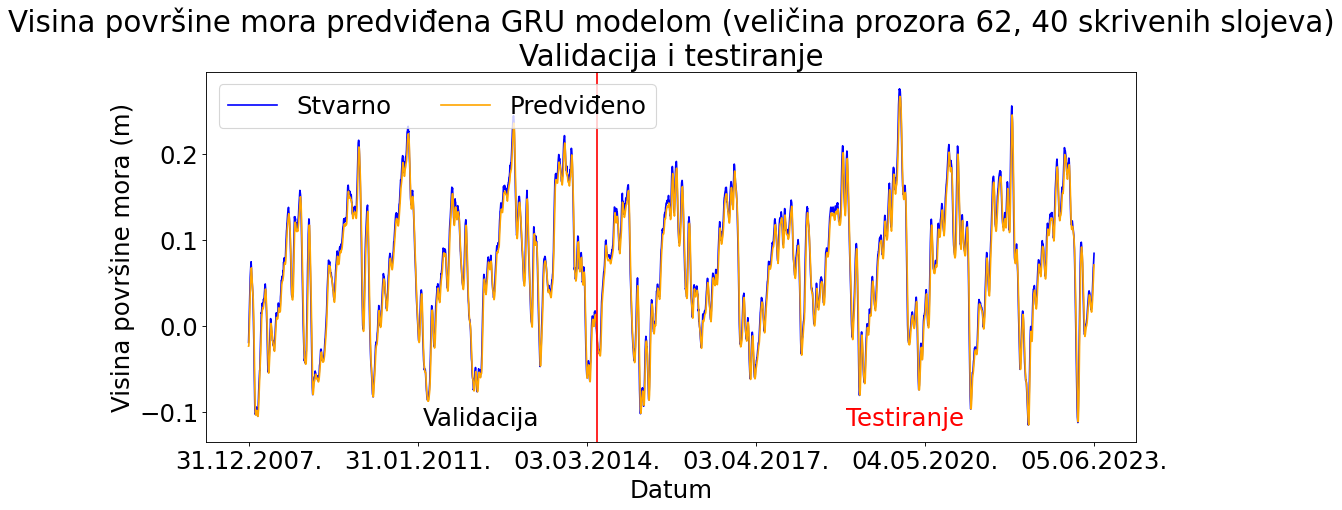 Visina površine mora predviđena GRU modelom (veličina prozora 62, 40 skrivenih slojeva)
Validacija i testiranje
Stvarno
Predviđeno
Visina površine mora (m)
0.2
0.1
0.0
−0.1
Validacija
Testiranje
31.12.2007.
31.01.2011.
03.03.2014.
03.04.2017.
04.05.2020.
05.06.2023.
Datum